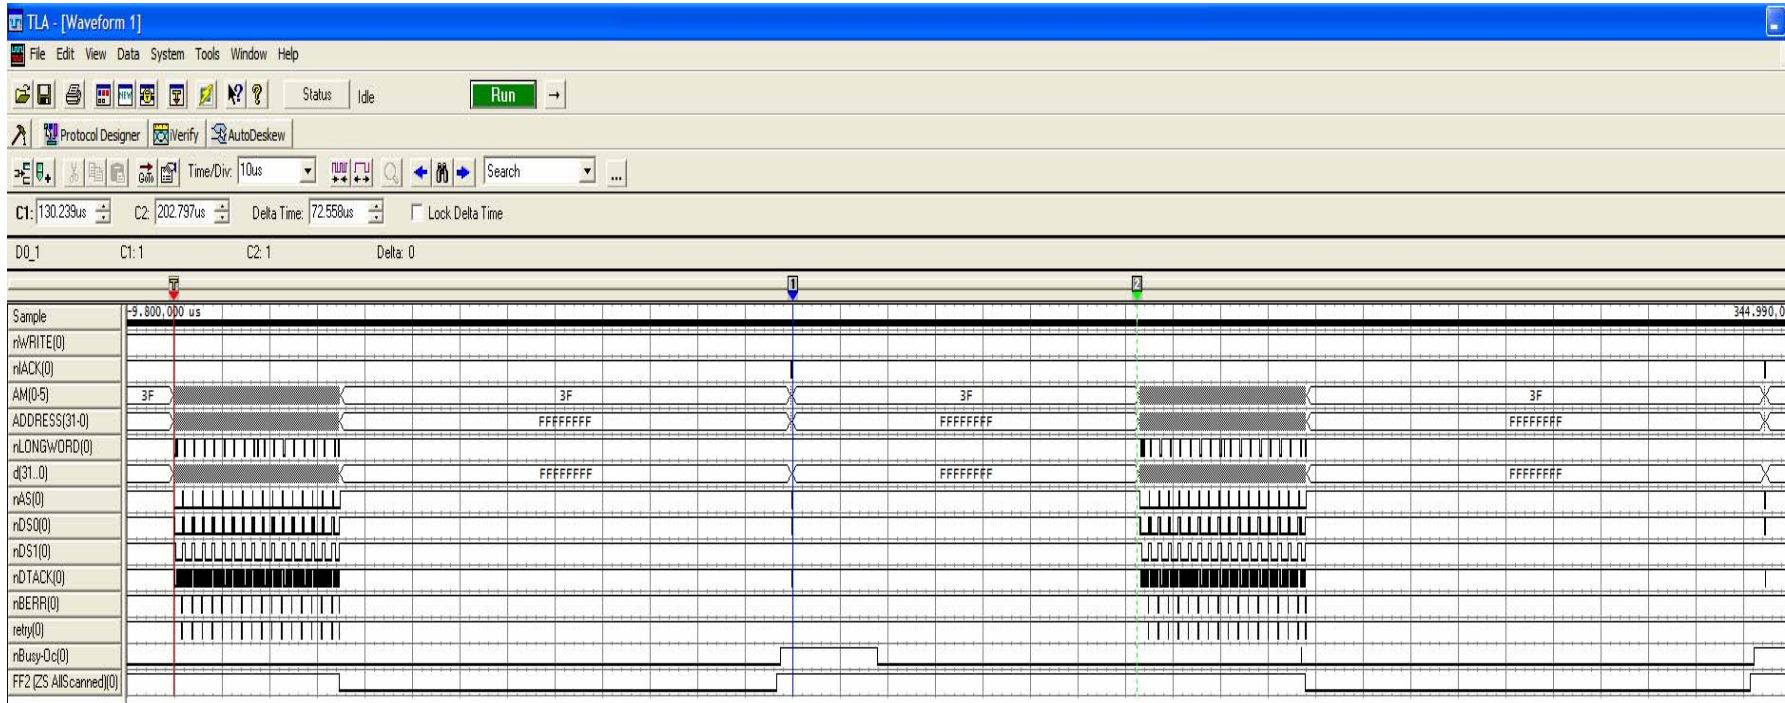 TLA - [Waveform 1]
File Edit View Data System Tools Window Help
NEW Status Idle Run
Protocol Designer iVerify AutoDeskew
Goto Time/Div: 10us Search ...
C1: 130.239us C2: 202.797us Delta Time: 72.558us Lock Delta Time
D0_1 C1: 1 C2: 1 Delta: 0
T 1 2
Sample -9.800,000 us 344.990,0
nWRITE(0)
nIACK(0)
AM(0-5) 3F 3F 3F 3F
ADDRESS(31-0) FFFFFFFF FFFFFFFF FFFFFFFF
nLONGWORD(0)
d(31..0) FFFFFFFF FFFFFFFF FFFFFFFF
nAS(0)
nDS0(0)
nDS1(0)
nDTACK(0)
nBERR(0)
retry(0)
nBusy-Oc(0)
FF2 (ZS AllScanned)(0)